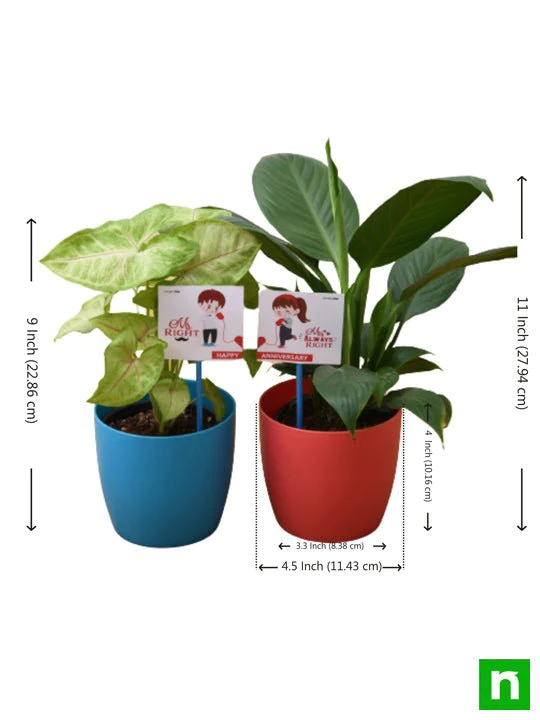 Mr.
RIGHT
HAPPY
Mrs.
ALWAYS
RIGHT
ANNIVERSARY
9 Inch (22.86 cm)
11 Inch (27.94 cm)
4 Inch (10.16 cm)
3.3 Inch (8.38 cm)
4.5 Inch (11.43 cm)
n